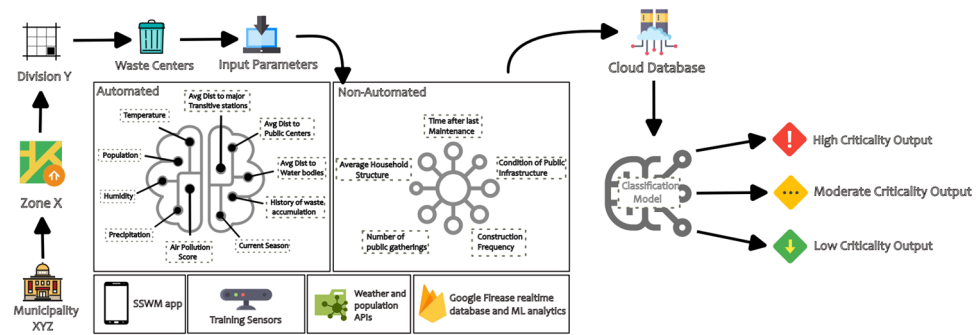 Division Y
Waste Centers
Input Parameters
Cloud Database
Zone X
Municipality
XYZ
Automated
Temperature
Population
Humidity
Precipitation
Air Pollution
Score
Avg Dist to major
Transitive stations
Avg Dist to
Public Centers
Avg Dist to
Water bodies
History of waste
accumulation
Current Season
Non-Automated
Time after last
Maintenance
Average Household
Structure
Condition of Public
Infrastructure
Number of
public gatherings
Construction
Frequency
Classification
Model
High Criticality Output
Moderate Criticality Output
Low Criticality Output
SSWM app
Training Sensors
Weather and
population
APIs
Google Firease realtime
database and ML analytics